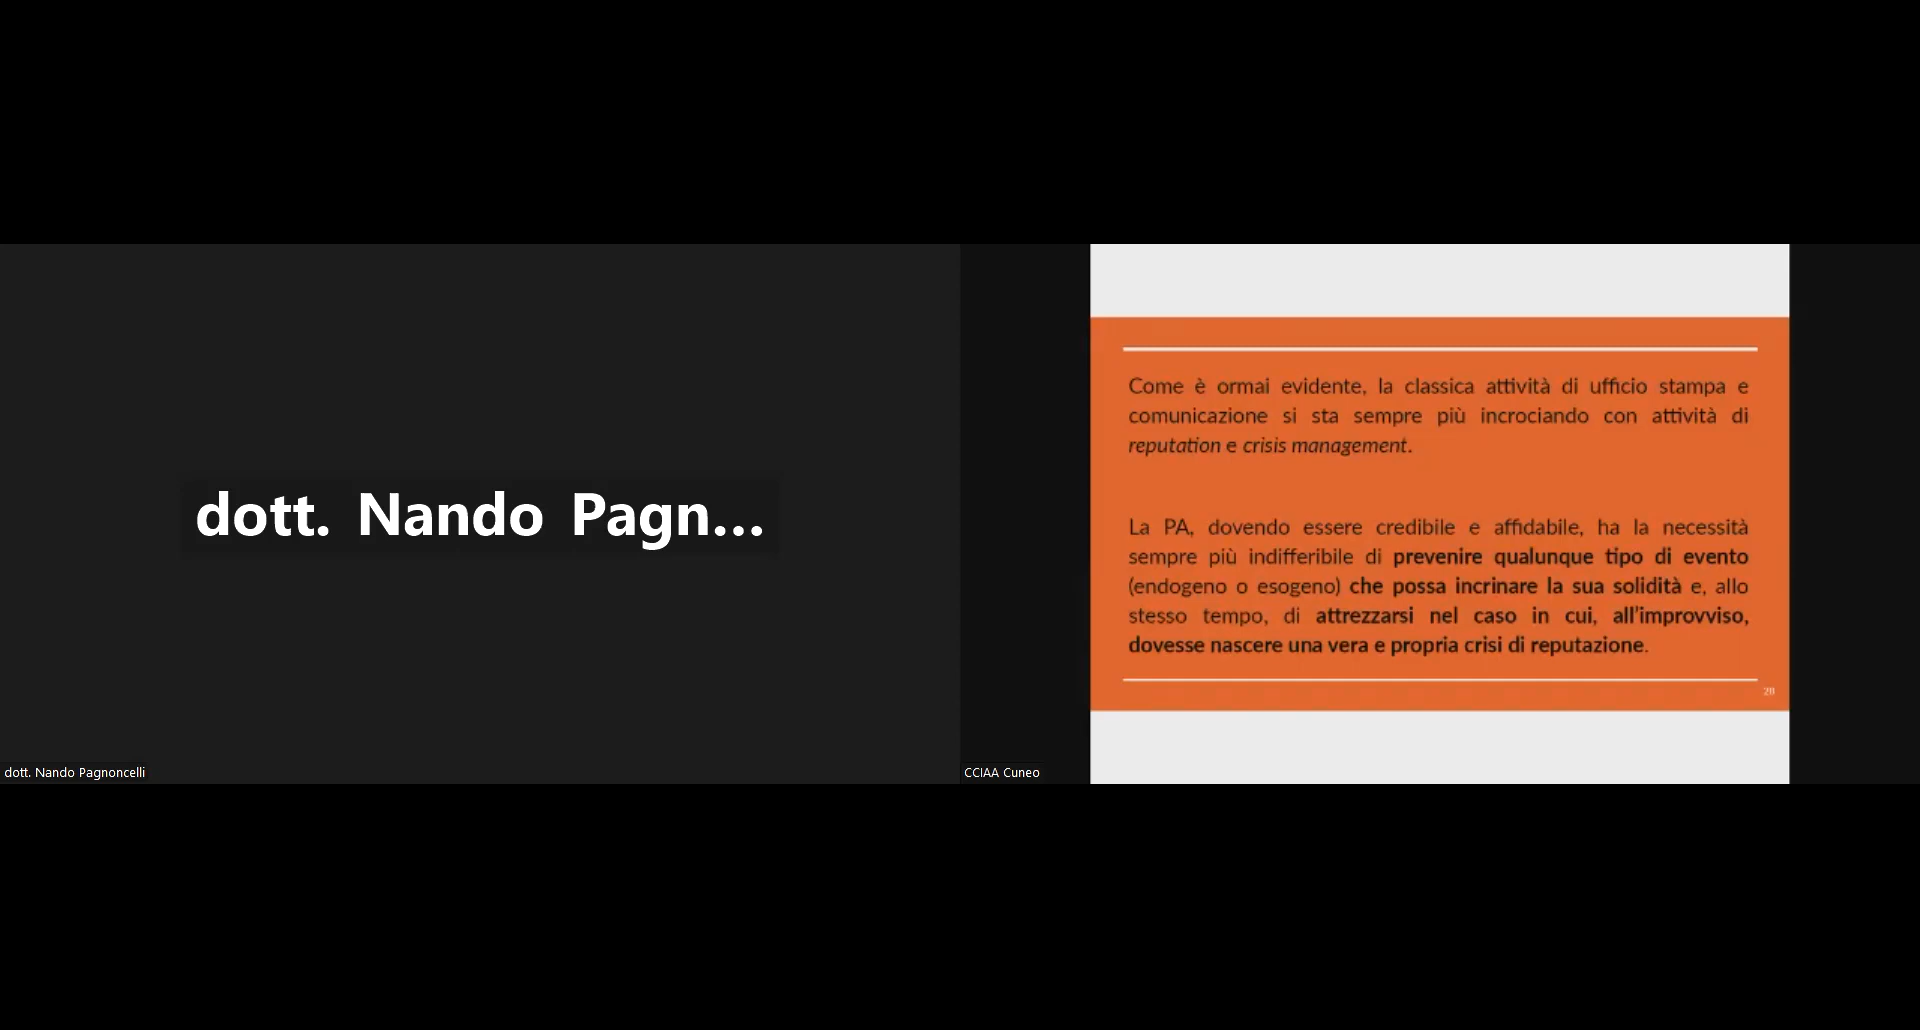 dott. Nando Pagn...
dott. Nando Pagnoncelli
Come è ormai evidente, la classica attività di ufficio stampa e
comunicazione si sta sempre più incrociando con attività di
reputation e crisis management.
La PA, dovendo essere credibile e affidabile, ha la necessità
sempre più indifferibile di prevenire qualunque tipo di evento
(endogeno o esogeno) che possa incrinare la sua solidità e, allo
stesso tempo, di attrezzarsi nel caso in cui, all'improvviso,
dovesse nascere una vera e propria crisi di reputazione.
28
CCIAA Cuneo